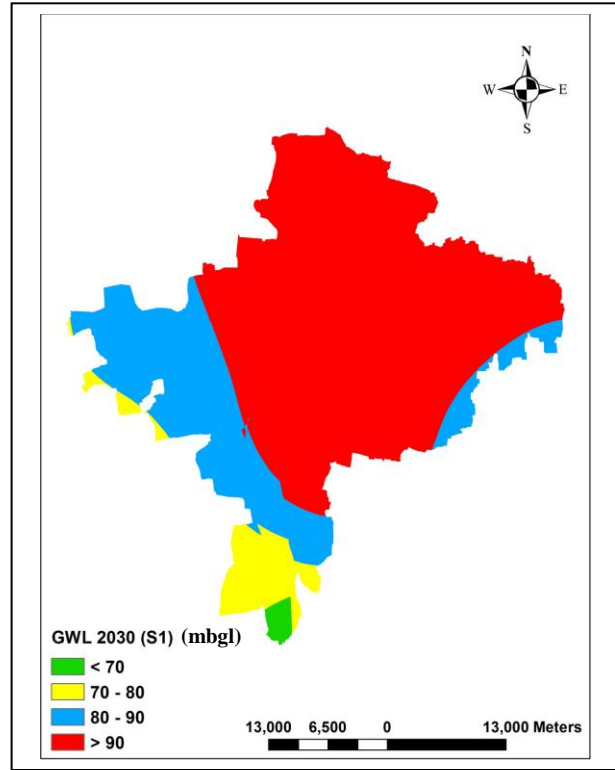 N
W E
S
GWL 2030 (S1) (mbgl)
< 70
70 - 80
80 - 90
> 90
13,000 6,500 0 13,000 Meters